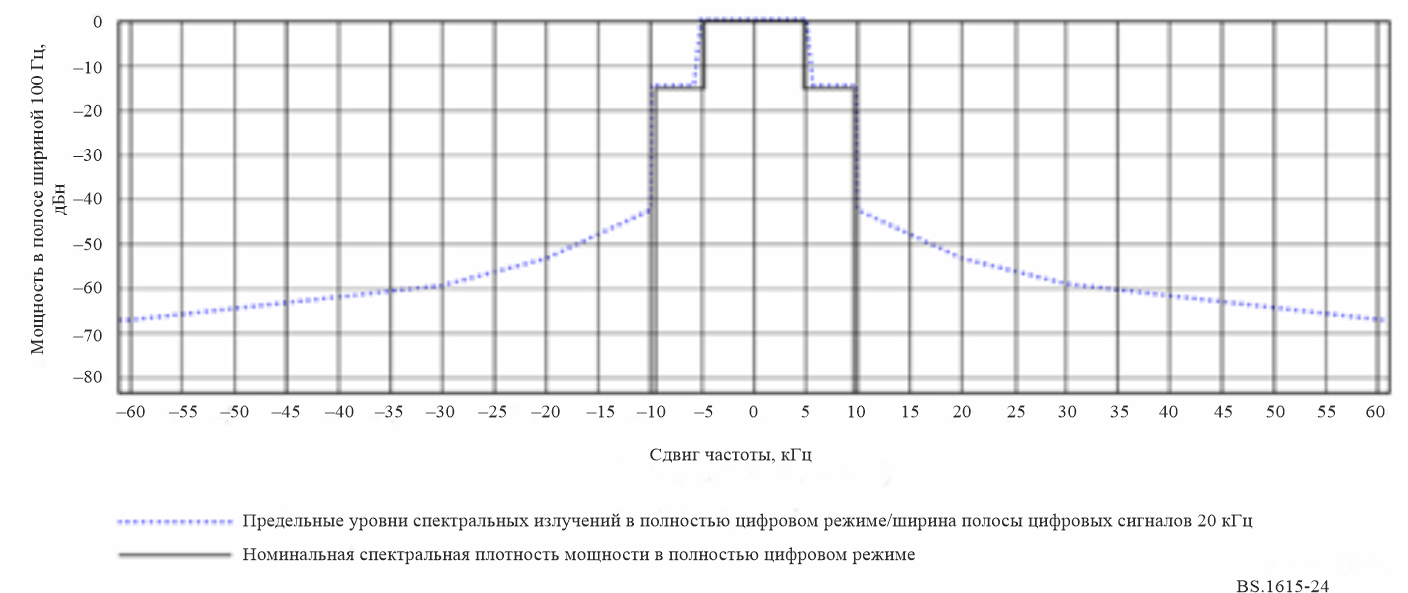 Мощность в полосе шириной 100 Гц,
дБн
0
–10
–20
–30
–40
–50
–60
–70
–80
–60 –55 –50 –45 –40 –35 –30 –25 –20 –15 –10 –5 0 5 10 15 20 25 30 35 40 45 50 55 60
Сдвиг частоты, кГц
Предельные уровни спектральных излучений в полностью цифровом режиме/ширина полосы цифровых сигналов 20 кГц
Номинальная спектральная плотность мощности в полностью цифровом режиме
BS.1615-24